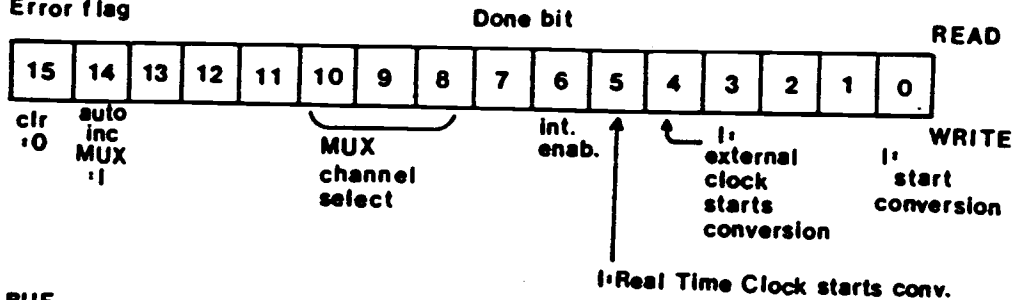 Error flag
Done bit
READ
15 14 13 12 11 10 9 8 7 6 5 4 3 2 1 0
WRITE
clr
:0
auto
inc
MUX
:1
MUX
channel
select
int.
enab.
1:
external
clock
starts
conversion
1:
start
conversion
1:Real Time Clock starts conv.